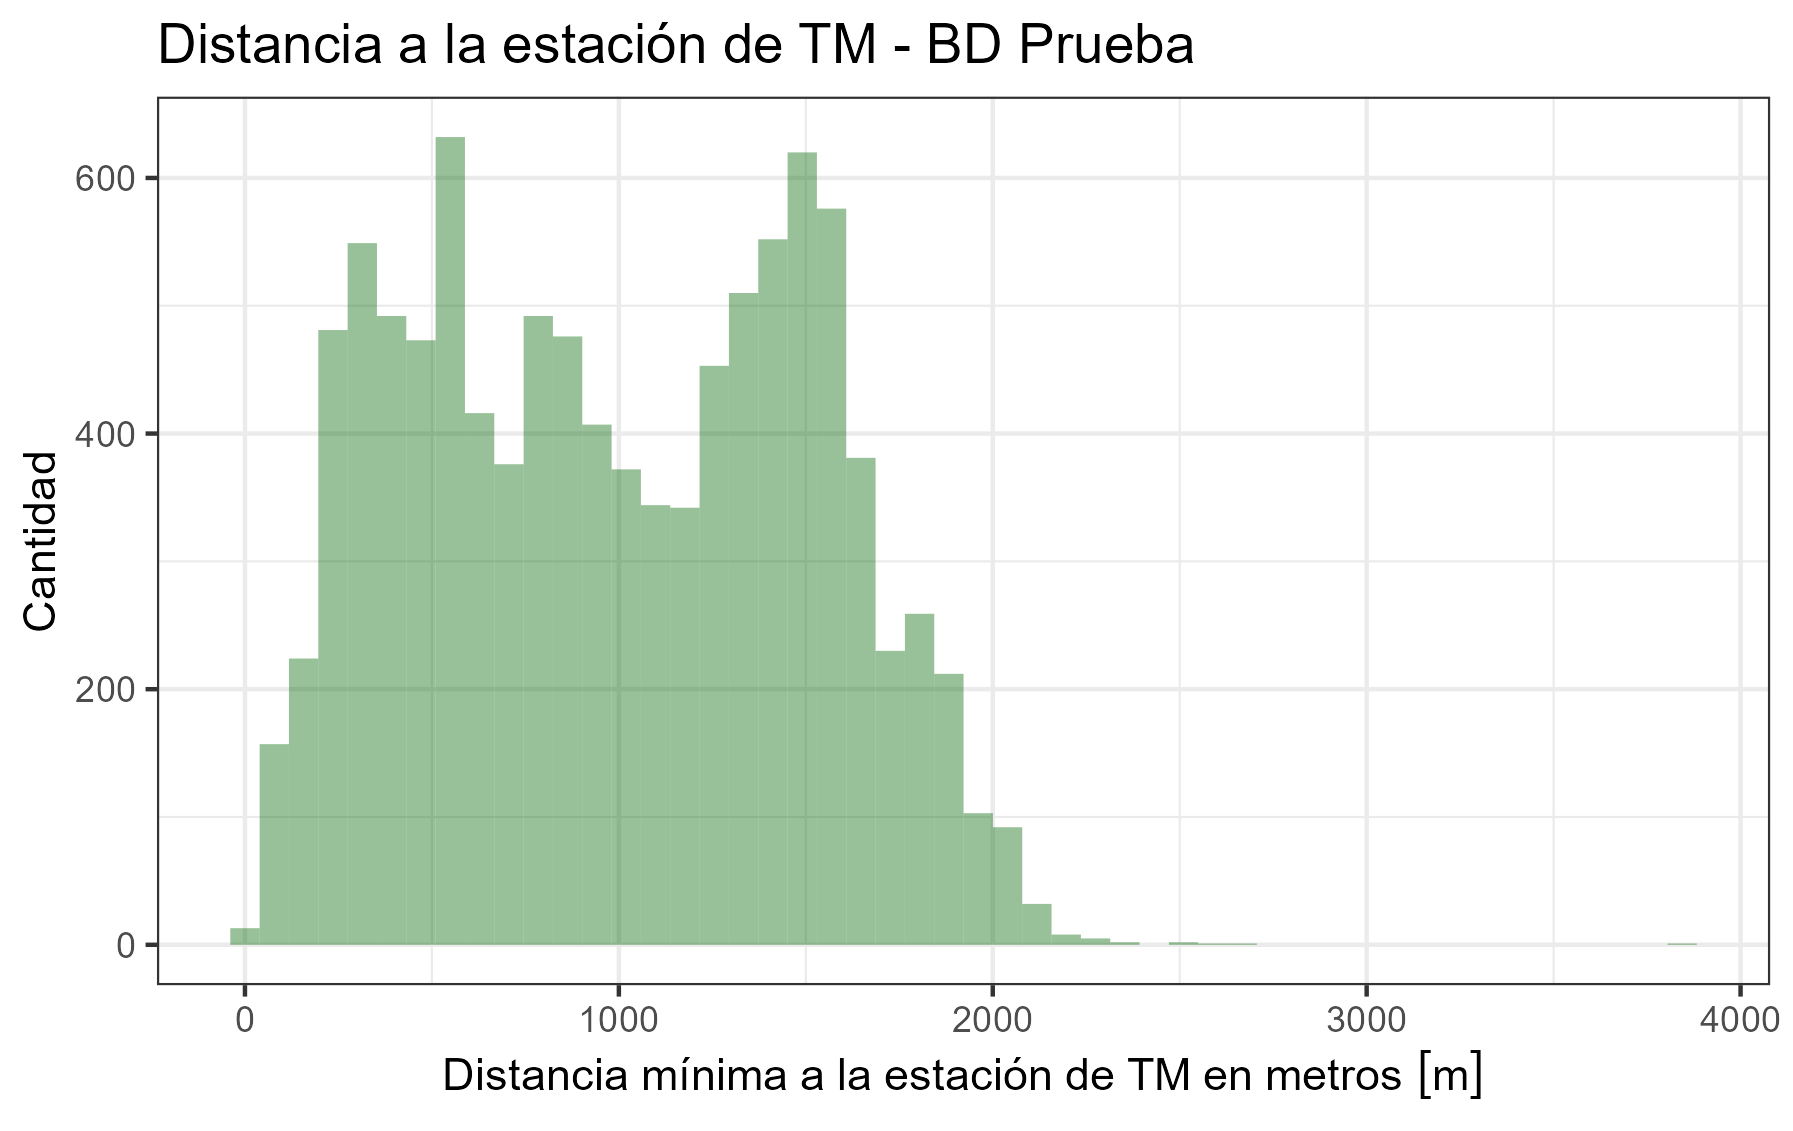 Distancia a la estación de TM - BD Prueba
600
400
200
0
Cantidad
0 1000 2000 3000 4000
Distancia mínima a la estación de TM en metros [m]